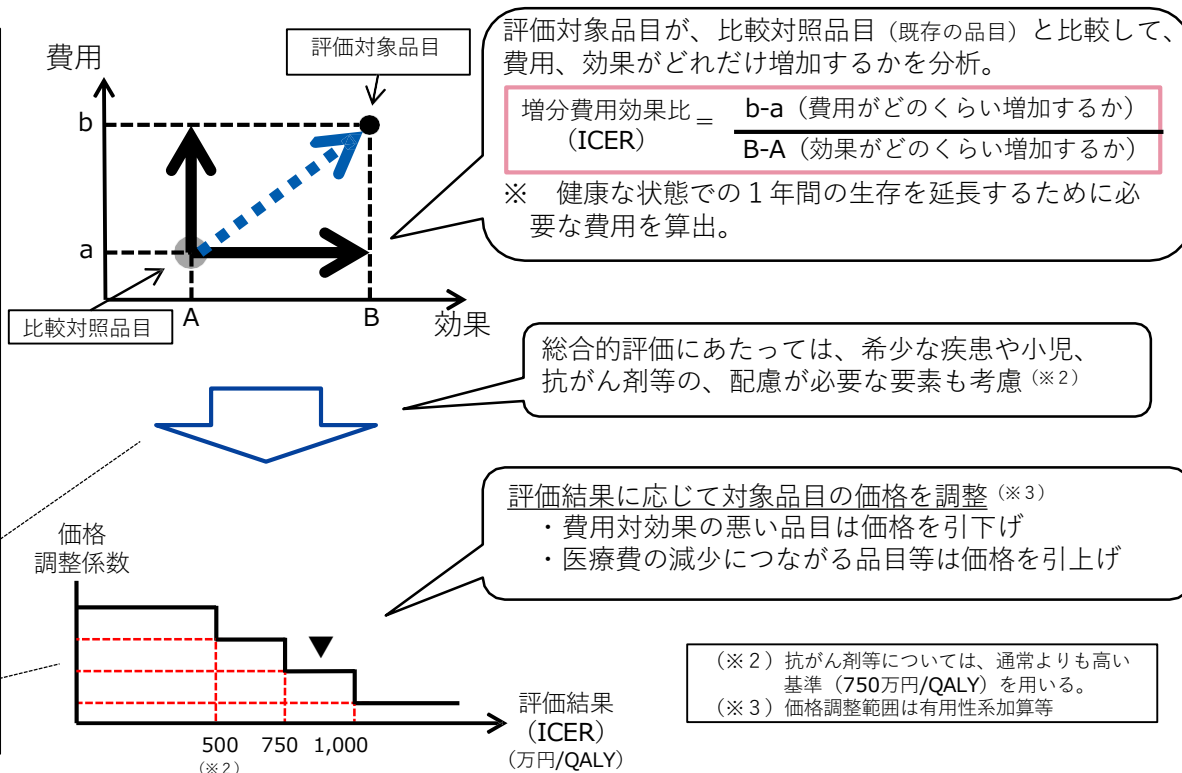 評価対象品目
費用
b
a
A
B
効果
比較対照品目
評価対象品目が、比較対照品目（既存の品目）と比較して、
費用、効果がどれだけ増加するかを分析。
増分費用効果比
（ICER）
＝
b-a（費用がどのくらい増加するか）
B-A（効果がどのくらい増加するか）
※　健康な状態での１年間の生存を延長するために必
要な費用を算出。
総合的評価にあたっては、希少な疾患や小児、
抗がん剤等の、配慮が必要な要素も考慮（※２）
評価結果に応じて対象品目の価格を調整（※３）
・費用対効果の悪い品目は価格を引下げ
・医療費の減少につながる品目等は価格を引上げ
価格
調整係数
▼
500 750 1,000
（※２）
評価結果
（ICER）
（万円/QALY）
（※２）抗がん剤等については、通常よりも高い
基準（750万円/QALY）を用いる。
（※３）価格調整範囲は有用性系加算等